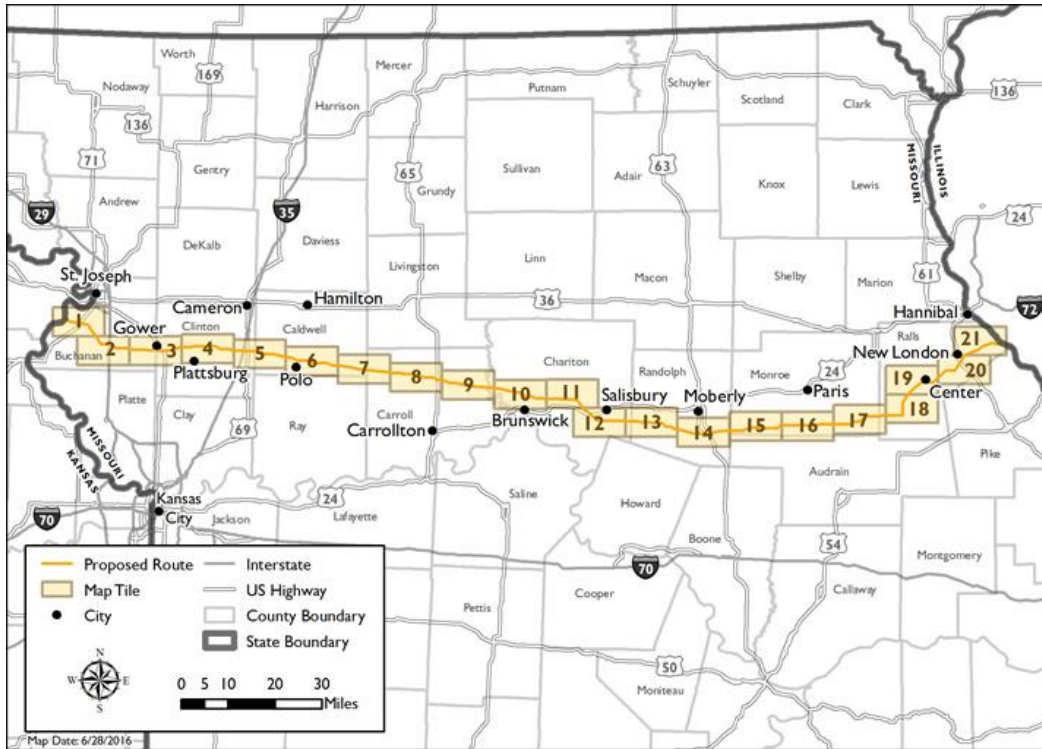 Worth
169
Mercer
Nodaway
Harrison
Putnam
Schuyler
Scotland
Clark
136
136
71
Gentry
65
Sullivan
Adair
63
Knox
Lewis
MISSOURI
ILLINOIS
Andrew
Grundy
29
35
24
DeKalb
Daviess
Livingston
Linn
Macon
Shelby
Marion
61
St. Joseph
Cameron
Hamilton
36
Hannibal
72
1
Gower
Clinton
Caldwell
Chariton
Ralls
21
Buchanan
2
3
4
5
6
7
8
9
10
11
Randolph
Monroe
24
New London
20
Plattsburg
Polo
Salisbury
Moberly
Paris
19
Center
Platte
Clay
Ray
Carroll
Brunswick
12
13
14
15
16
17
18
69
Carrollton
Audrain
Pike
MISSOURI
KANSAS
Saline
Howard
Kansas
City
24
70
Jackson
Lafayette
Boone
54
Montgomery
70
Cooper
Callaway
Pettis
50
Moniteau
Proposed Route
Interstate
Map Tile
US Highway
City
County Boundary
State Boundary
N
W
E
S
0 5 10 20 30
Miles
Map Date: 6/28/2016